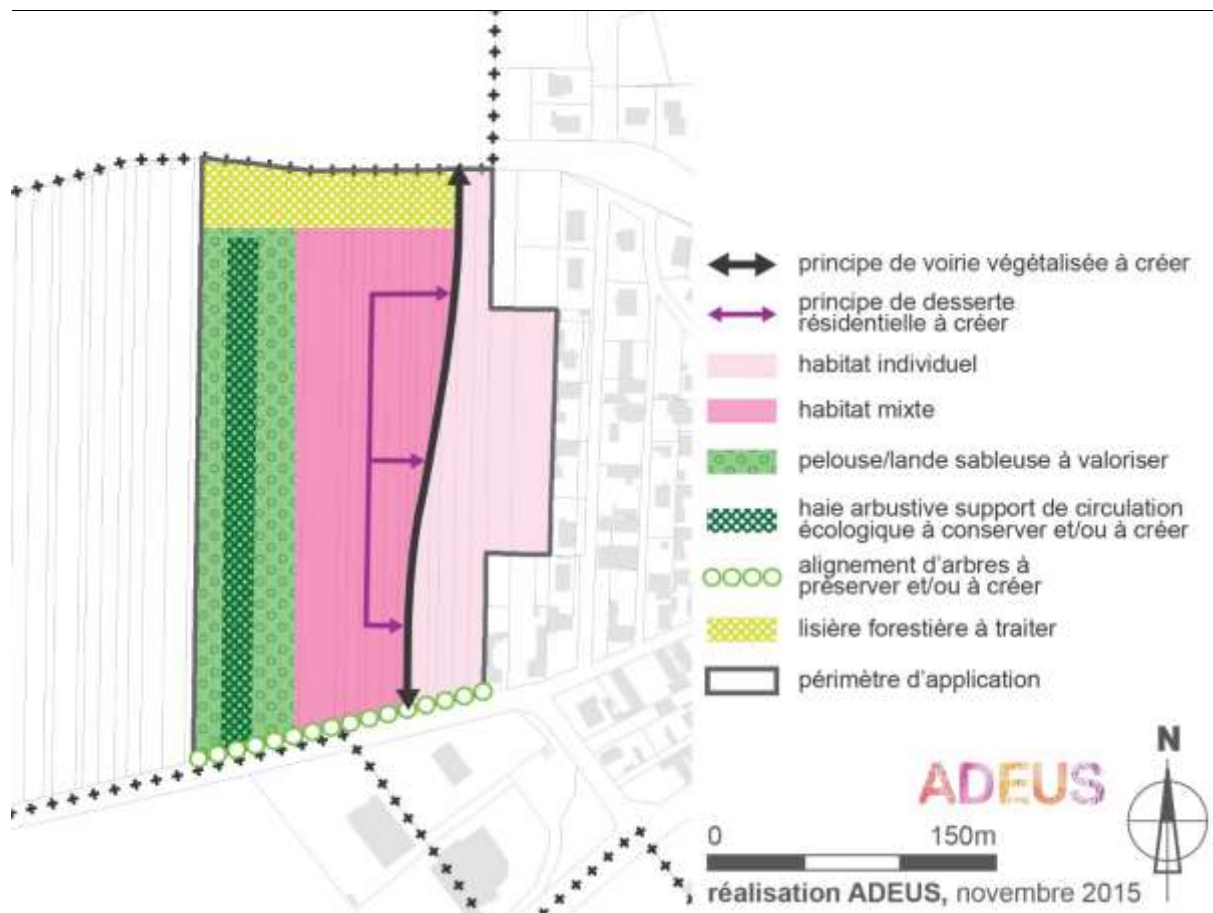 principe de voirie végétalisée à créer
principe de desserte
résidentielle à créer
habitat individuel
habitat mixte
pelouse/lande sableuse à valoriser
haie arbustive support de circulation
écologique à conserver et/ou à créer
alignement d'arbres à
préserver et/ou à créer
lisière forestière à traiter
périmètre d'application
ADEUS
N
0 150m
réalisation ADEUS, novembre 2015